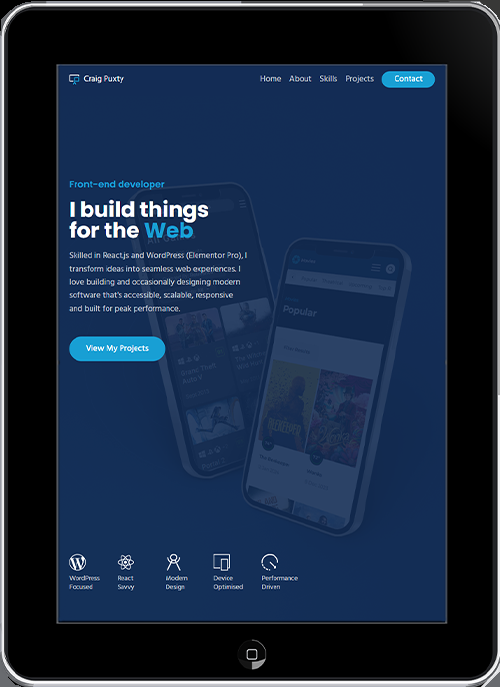 Craig Puxty
Home About Skills Projects Contact
Front-end developer
I build things
for the Web
Skilled in React.js and WordPress (Elementor Pro), I
transform ideas into seamless web experiences. I
love building and occasionally designing modern
software that's accessible, scalable, responsive
and built for peak performance.
View My Projects
Popular
Grand Theft
Auto V
WordPress
Focused
React
Savvy
Modern
Design
Device
Optimised
Performance
Driven